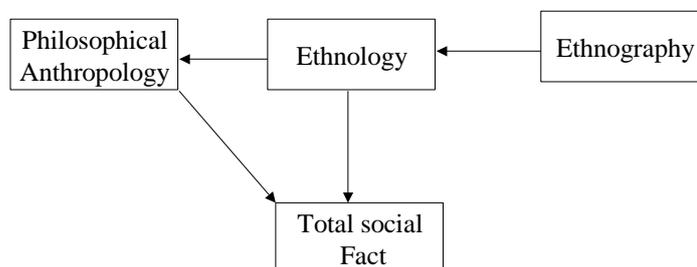 Philosophical
Anthropology
Ethnology
Ethnography
Total social
Fact